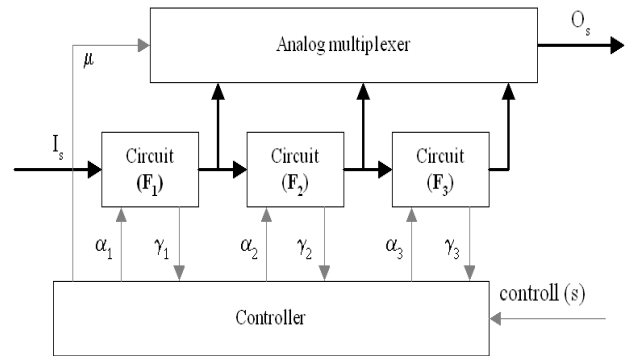 O_s
Analog multiplexer
μ
I_s
Circuit
(F_1)
Circuit
(F_2)
Circuit
(F_3)
α_1
γ_1
α_2
γ_2
α_3
γ_3
controll (s)
Controller